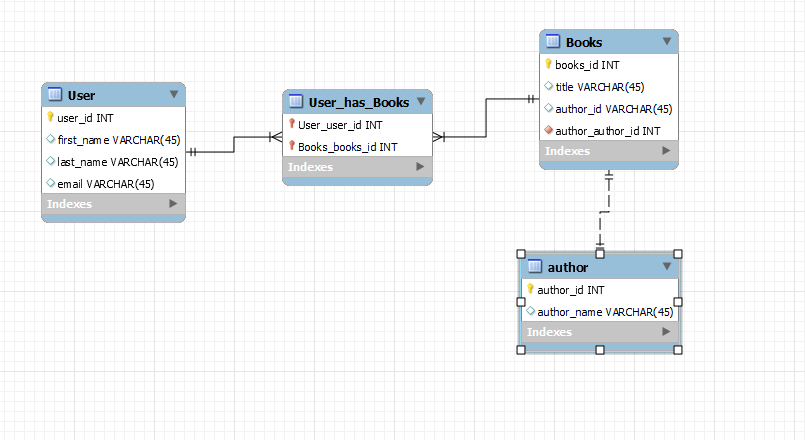 User
user_id INT
first_name VARCHAR(45)
last_name VARCHAR(45)
email VARCHAR(45)
Indexes
User_has_Books
User_user_id INT
Books_books_id INT
Indexes
Books
books_id INT
title VARCHAR(45)
author_id VARCHAR(45)
author_author_id INT
Indexes
author
author_id INT
author_name VARCHAR(45)
Indexes